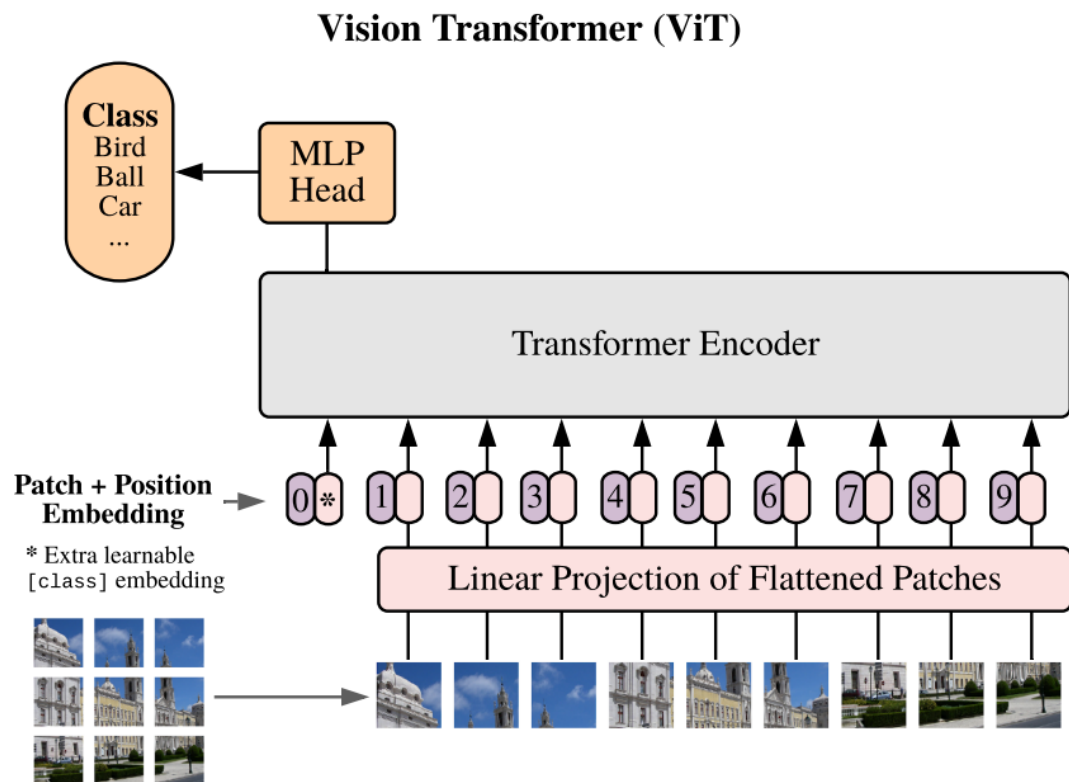 Vision Transformer (ViT)
Class
Bird
Ball
Car
...
MLP
Head
Transformer Encoder
Patch + Position
Embedding
0 * 1 2 3 4 5 6 7 8 9
* Extra learnable
[class] embedding
Linear Projection of Flattened Patches